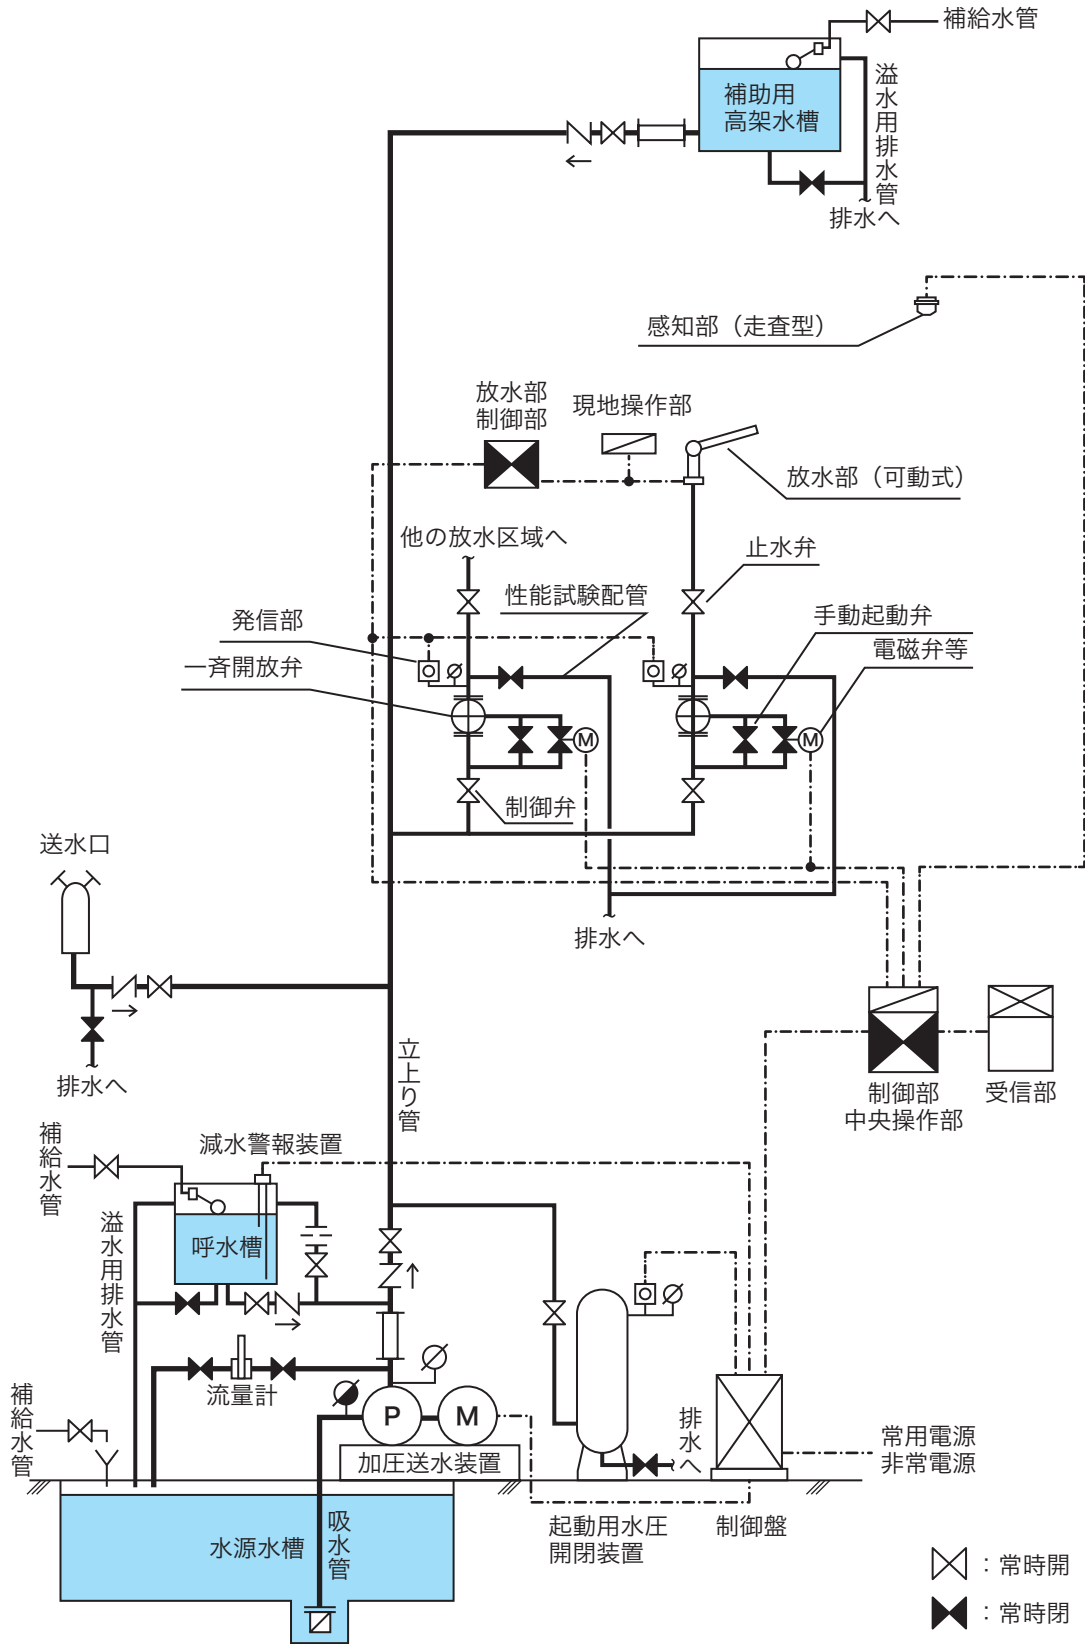 補給水管
補助用
高架水槽
溢水用排水管
排水へ
感知部（走査型）
放水部
制御部
現地操作部
放水部（可動式）
他の放水区域へ
止水弁
性能試験配管
発信部
手動起動弁
一斉開放弁
電磁弁等
M
M
制御弁
送水口
排水へ
排水へ
立上り管
制御部
中央操作部
受信部
補給水管
減水警報装置
溢水用排水管
呼水槽
流量計
補給水管
P
M
加圧送水装置
排水へ
常用電源
非常電源
水源水槽
吸水管
起動用水圧
開閉装置
制御盤
：常時開
：常時閉